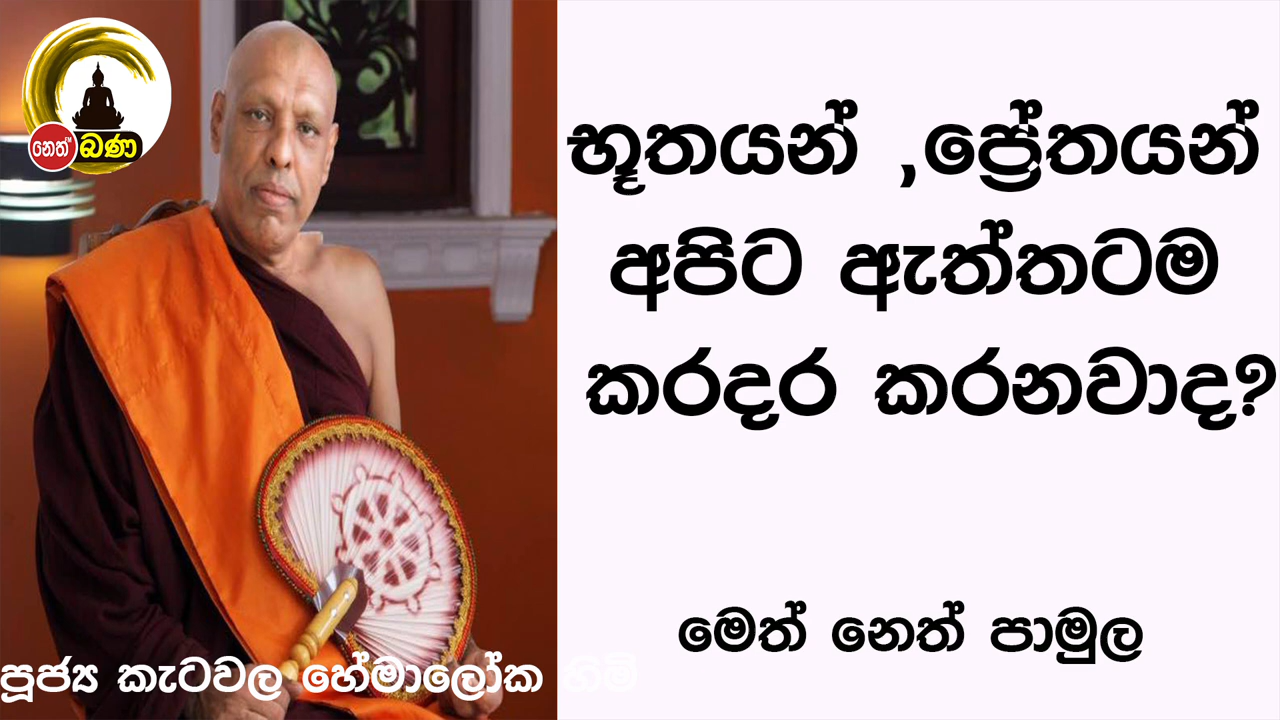 නෙත්
බණ
භූතයන් ,ප්‍රේතයන්
අපිට ඇත්තටම
කරදර කරනවාද?
මෙත් නෙත් පාමුල
පූජ්‍ය කැටවල හේමාලෝක හිමි